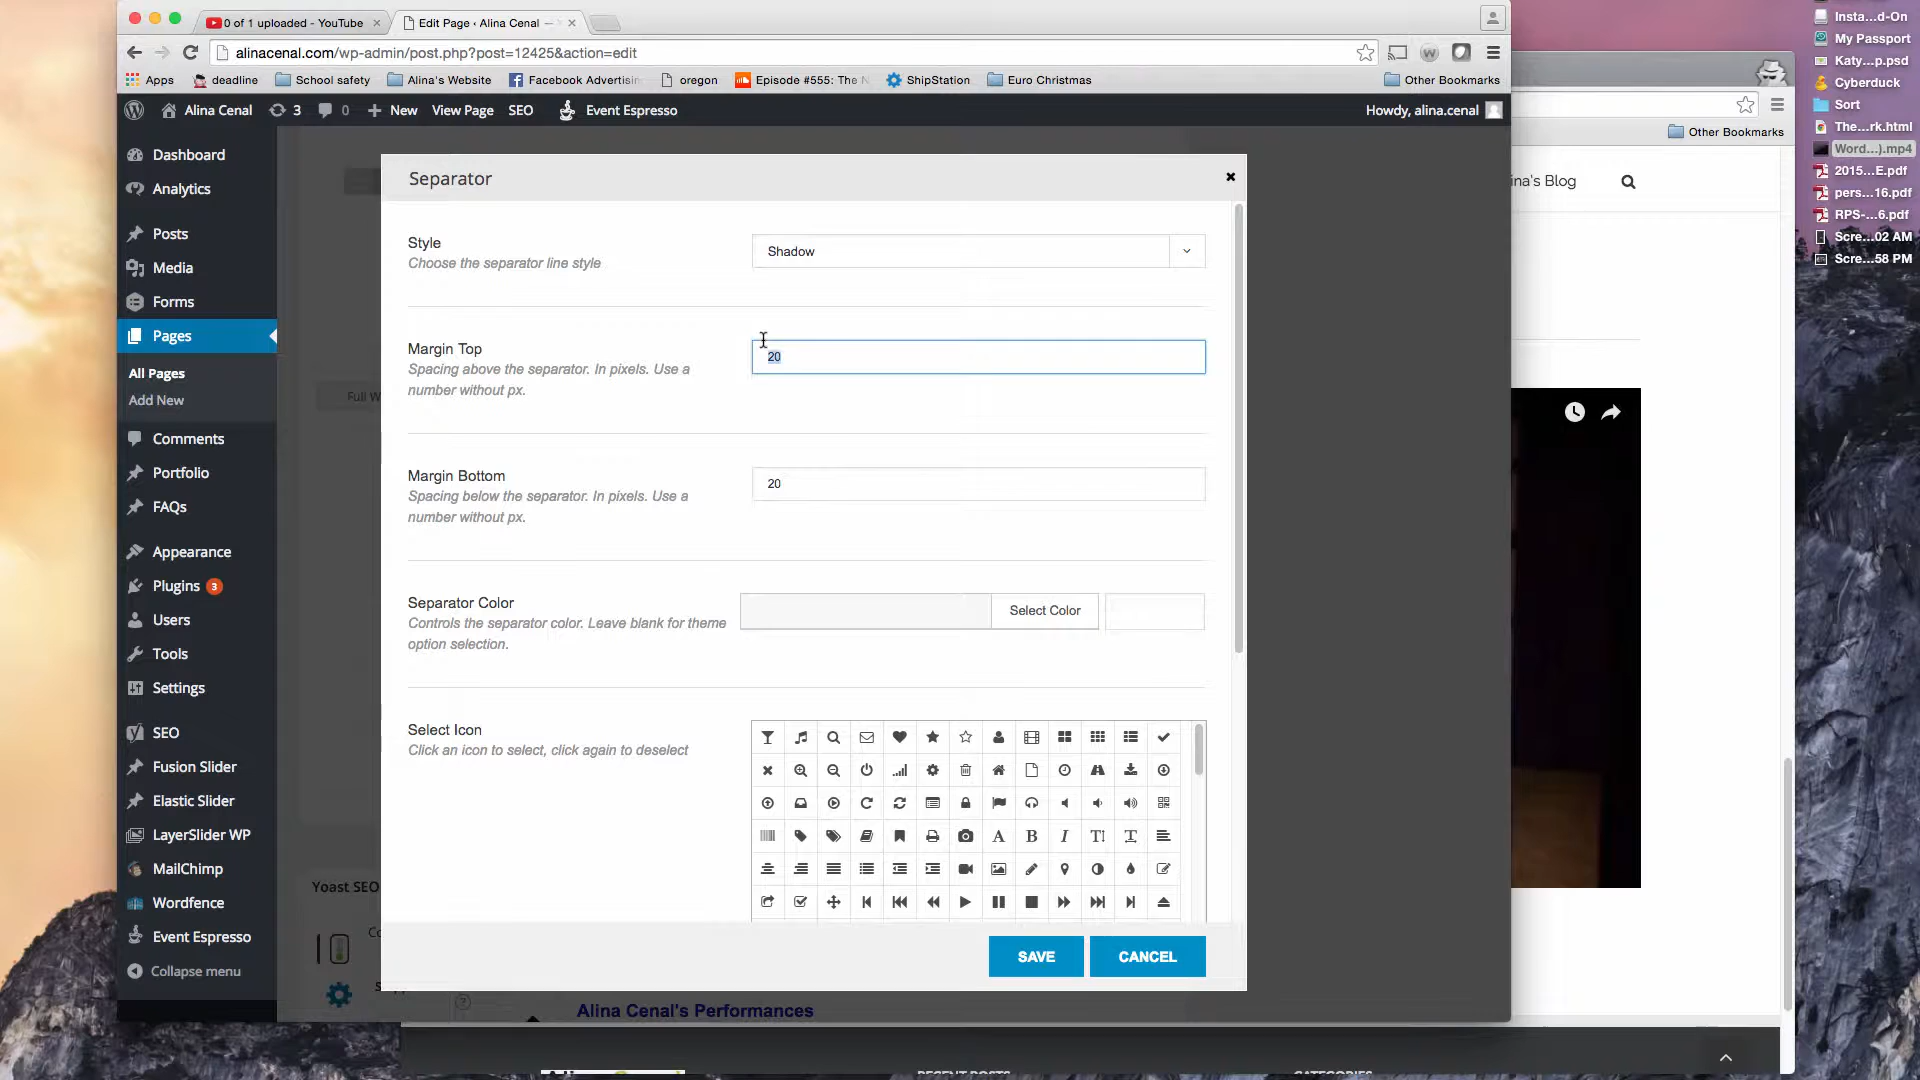 0 of 1 uploaded - YouTube
Edit Page ‹ Alina Cenal —
alinacenal.com/wp-admin/post.php?post=12425&action=edit
Apps
deadline
School safety
Alina's Website
Facebook Advertisin
oregon
Episode #555: The N
ShipStation
Euro Christmas
Other Bookmarks
Alina Cenal
3
0
New
View Page
SEO
Event Espresso
Howdy, alina.cenal
Dashboard
Analytics
Posts
Media
Forms
Pages
All Pages
Add New
Comments
Portfolio
FAQs
Appearance
Plugins 3
Users
Tools
Settings
SEO
Fusion Slider
Elastic Slider
LayerSlider WP
MailChimp
Wordfence
Event Espresso
Collapse menu
Full W
Yoast SEO
Separator
Style
Choose the separator line style
Shadow
Margin Top
Spacing above the separator. In pixels. Use a
number without px.
20
Margin Bottom
Spacing below the separator. In pixels. Use a
number without px.
20
Separator Color
Controls the separator color. Leave blank for theme
option selection.
Select Color
Select Icon
Click an icon to select, click again to deselect
SAVE
CANCEL
Alina Cenal's Performances
Other Bookmarks
ina's Blog
RECENT POSTS
CATEGORIES
Insta...d-On
My Passport
Katy...p.psd
Cyberduck
Sort
The...rk.html
Word...).mp4
2015...E.pdf
pers...16.pdf
RPS-...6.pdf
Scre...02 AM
Scre...58 PM